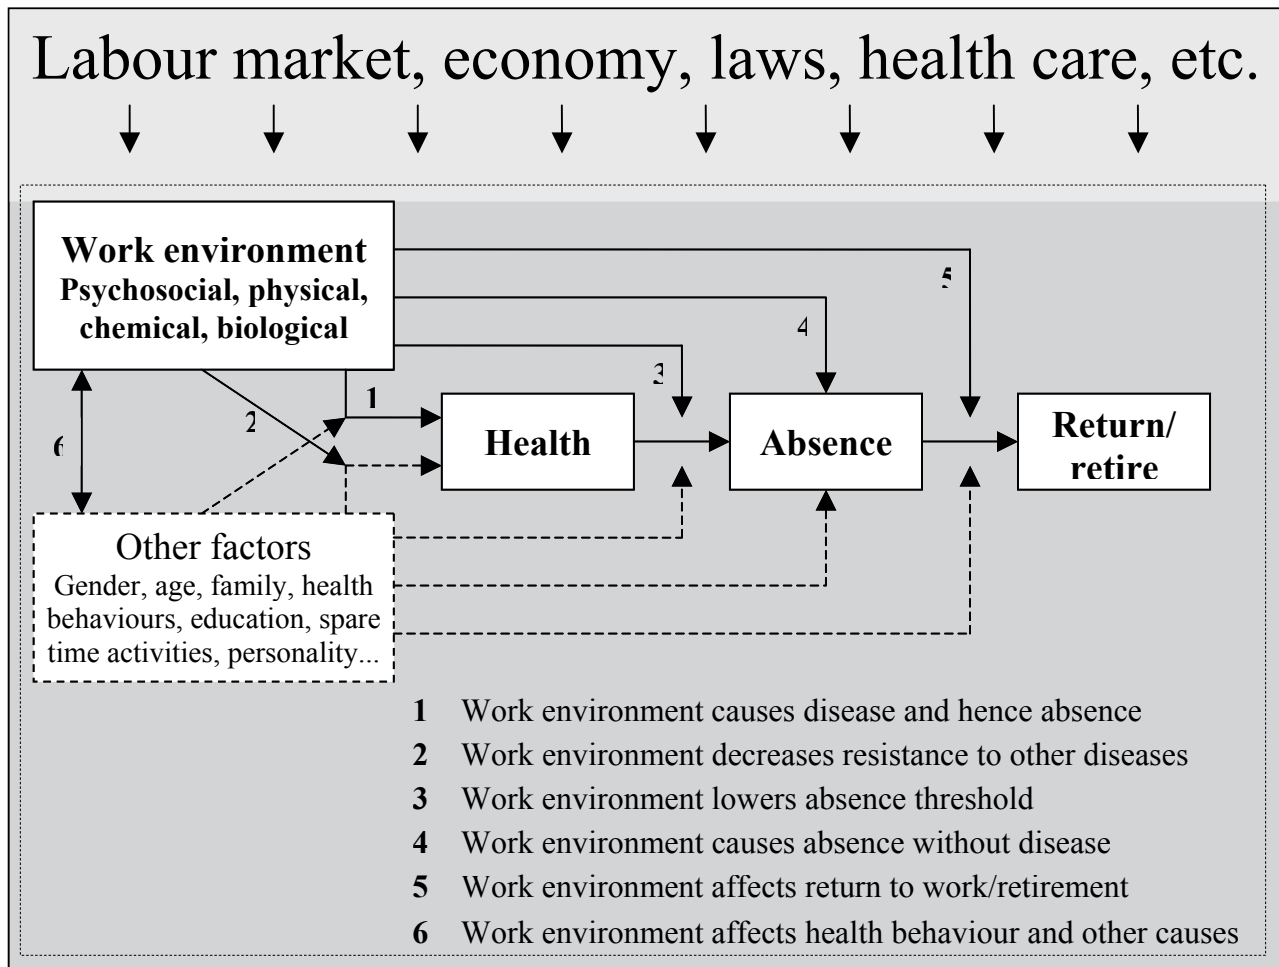 Labour market, economy, laws, health care, etc.
Work environment
Psychosocial, physical,
chemical, biological
5
4
3
1
2
6
Health
Absence
Return/
retire
Other factors
Gender, age, family, health
behaviours, education, spare
time activities, personality...
1 Work environment causes disease and hence absence
2 Work environment decreases resistance to other diseases
3 Work environment lowers absence threshold
4 Work environment causes absence without disease
5 Work environment affects return to work/retirement
6 Work environment affects health behaviour and other causes